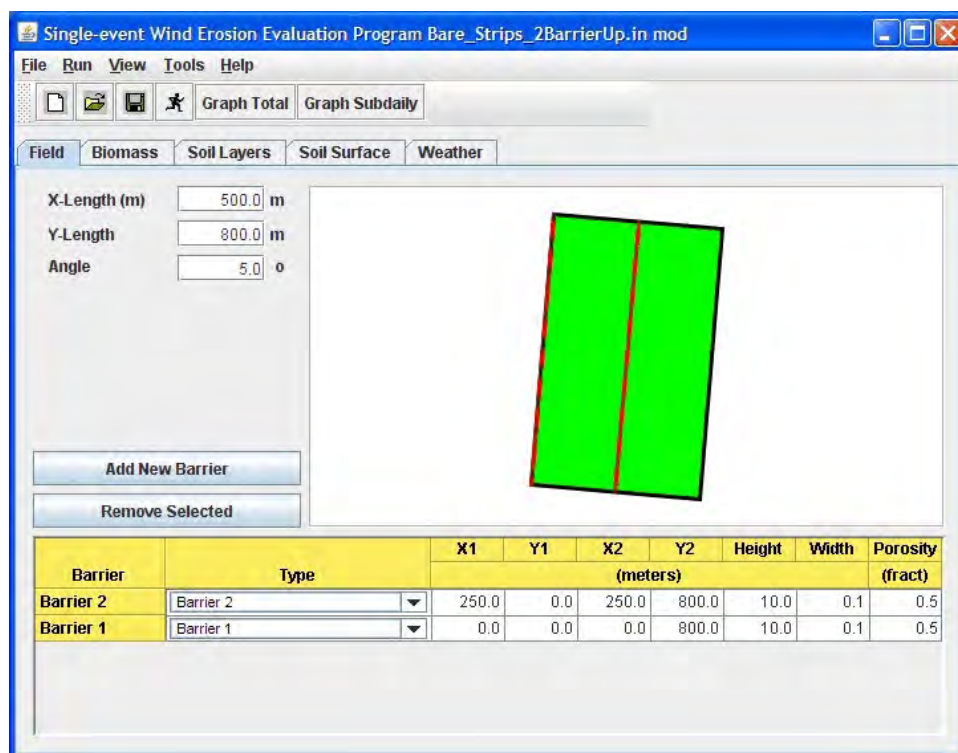 Single-event Wind Erosion Evaluation Program Bare_Strips_2BarrierUp.in mod
File Run View Tools Help
Graph Total Graph Subdaily
Field Biomass Soil Layers Soil Surface Weather
X-Length (m) 500.0 m
Y-Length 800.0 m
Angle 5.0 o
Add New Barrier
Remove Selected
X1 Y1 X2 Y2 Height Width Porosity
Barrier Type (meters) (fract)
Barrier 2 Barrier 2 250.0 0.0 250.0 800.0 10.0 0.1 0.5
Barrier 1 Barrier 1 0.0 0.0 0.0 800.0 10.0 0.1 0.5